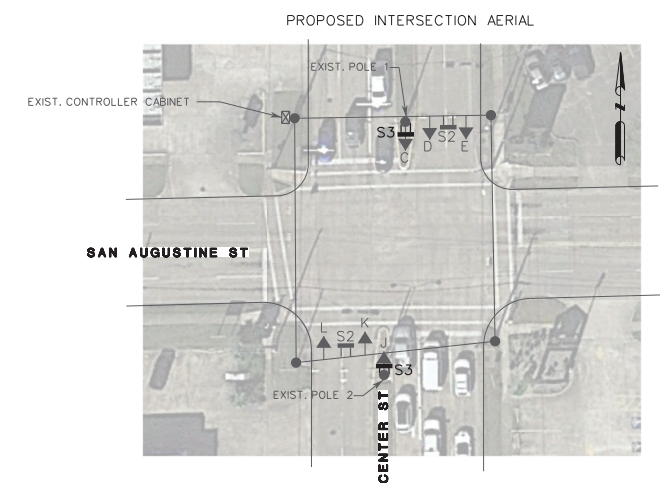 PROPOSED INTERSECTION AERIAL
EXIST. POLE 1
EXIST. CONTROLLER CABINET
N
S3
S2
C
D
E
SAN AUGUSTINE ST
L
S2
K
J
S3
EXIST. POLE 2
CENTER ST